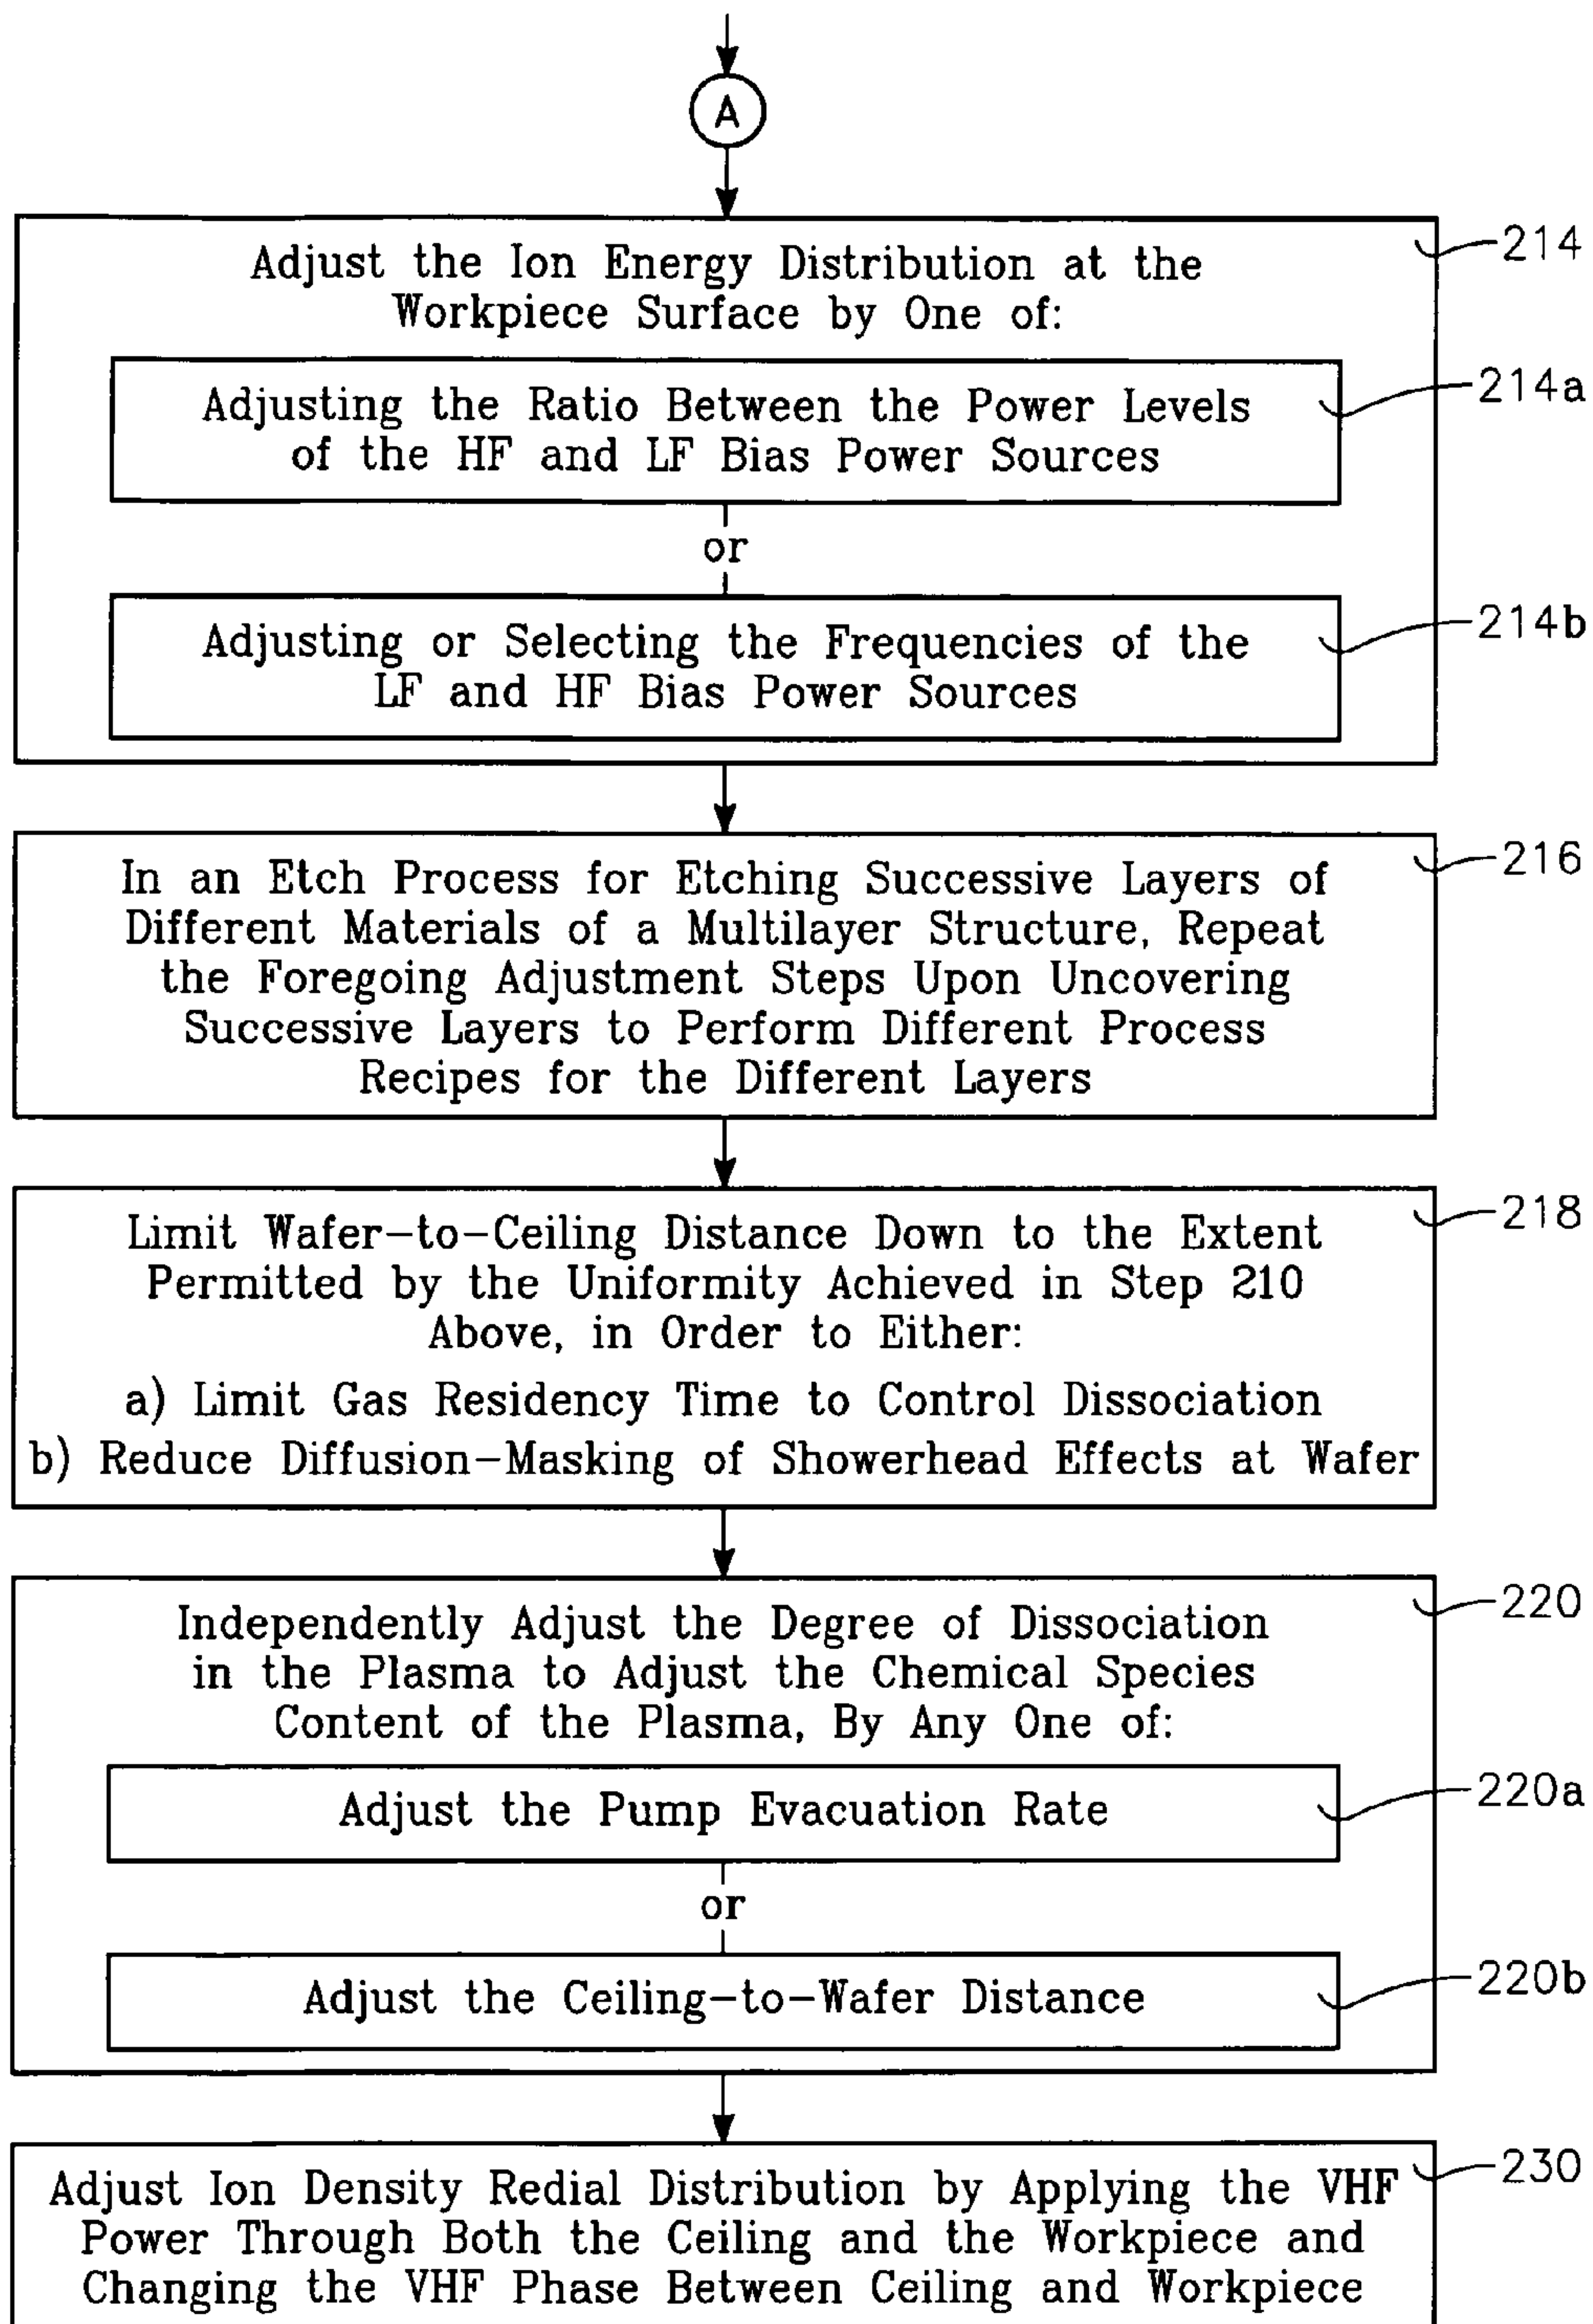 A
Adjust the Ion Energy Distribution at the
Workpiece Surface by One of:
214
Adjusting the Ratio Between the Power Levels
of the HF and LF Bias Power Sources
214a
or
Adjusting or Selecting the Frequencies of the
LF and HF Bias Power Sources
214b
In an Etch Process for Etching Successive Layers of
Different Materials of a Multilayer Structure, Repeat
the Foregoing Adjustment Steps Upon Uncovering
Successive Layers to Perform Different Process
Recipes for the Different Layers
216
Limit Wafer-to-Ceiling Distance Down to the Extent
Permitted by the Uniformity Achieved in Step 210
Above, in Order to Either:
a) Limit Gas Residency Time to Control Dissociation
b) Reduce Diffusion-Masking of Showerhead Effects at Wafer
218
Independently Adjust the Degree of Dissociation
in the Plasma to Adjust the Chemical Species
Content of the Plasma, By Any One of:
220
Adjust the Pump Evacuation Rate
220a
or
Adjust the Ceiling-to-Wafer Distance
220b
Adjust Ion Density Redial Distribution by Applying the VHF
Power Through Both the Ceiling and the Workpiece and
Changing the VHF Phase Between Ceiling and Workpiece
230